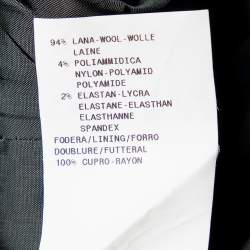 94% LANA-WOOL-WOLLE
LAINE
4% POLIAMMIDICA
NYLON-POLYAMID
POLYAMIDE
2% ELASTAN-LYCRA
ELASTANE-ELASTHAN
ELASTHANNE
SPANDEX
FODERA/LINING/FORRO
DOUBLURE/FUTTERAL
100% CUPRO-RAYON